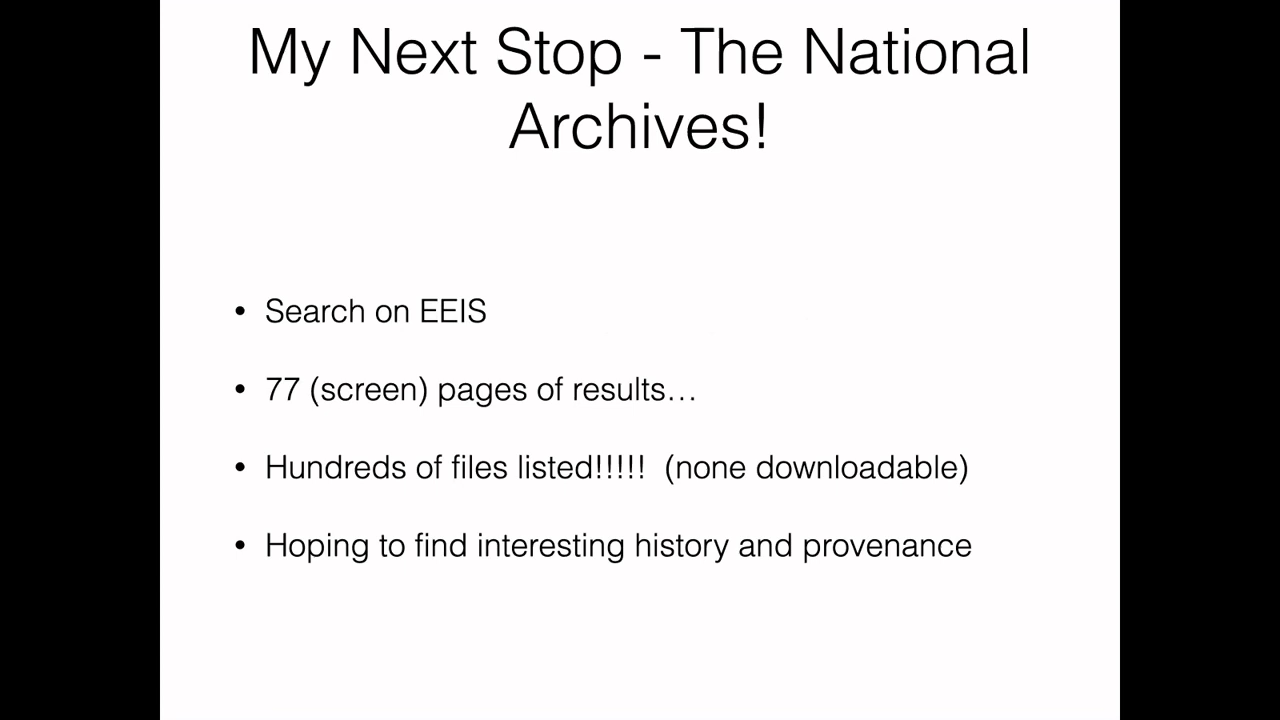 My Next Stop - The National
Archives!
• Search on EEIS
• 77 (screen) pages of results…
• Hundreds of files listed!!!!! (none downloadable)
• Hoping to find interesting history and provenance